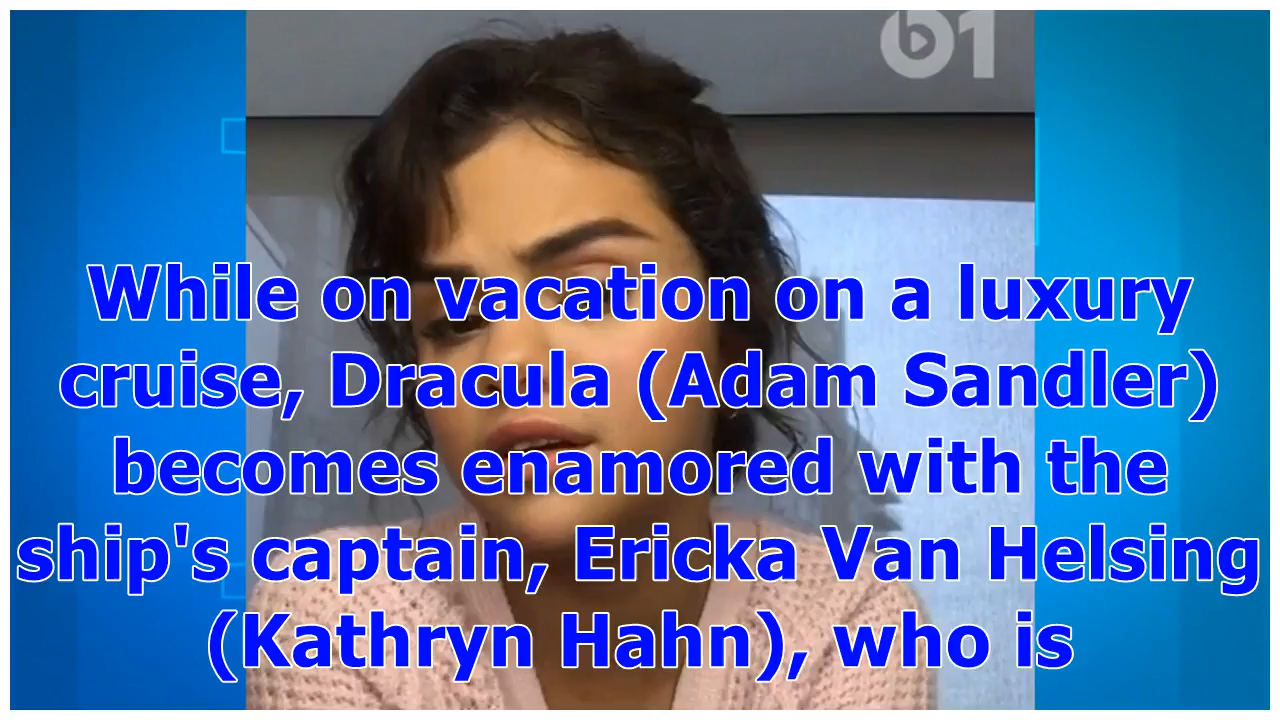 b1
While on vacation on a luxury
cruise, Dracula (Adam Sandler)
becomes enamored with the
ship's captain, Ericka Van Helsing
(Kathryn Hahn), who is